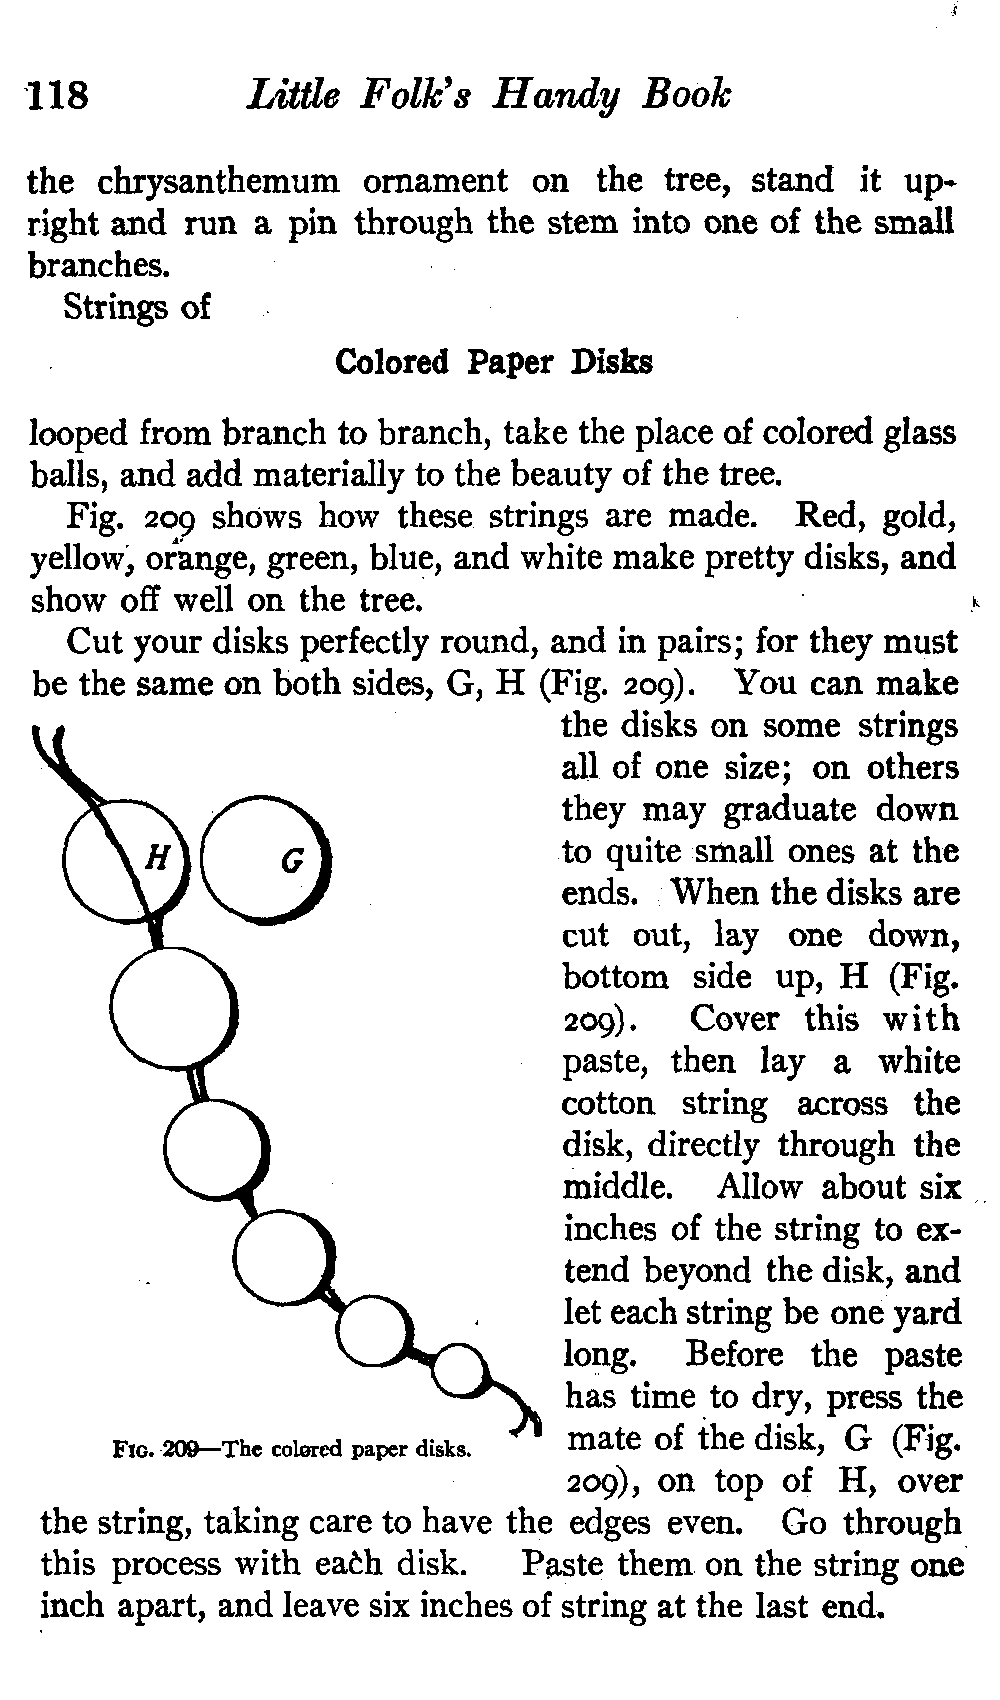 118 Little Folk's Handy Book
the chrysanthemum ornament on the tree, stand it up-
right and run a pin through the stem into one of the small
branches.
Strings of
Colored Paper Disks
looped from branch to branch, take the place of colored glass
balls, and add materially to the beauty of the tree.
Fig. 209 shows how these strings are made. Red, gold,
yellow, orange, green, blue, and white make pretty disks, and
show off well on the tree.
Cut your disks perfectly round, and in pairs; for they must
be the same on both sides, G, H (Fig. 209). You can make
the disks on some strings
all of one size; on others
they may graduate down
to quite small ones at the
ends. When the disks are
cut out, lay one down,
bottom side up, H (Fig.
209). Cover this with
paste, then lay a white
cotton string across the
disk, directly through the
middle. Allow about six
inches of the string to ex-
tend beyond the disk, and
let each string be one yard
long. Before the paste
has time to dry, press the
mate of the disk, G (Fig.
209), on top of H, over
H G
FIG. 209—The colored paper disks.
the string, taking care to have the edges even. Go through
this process with each disk. Paste them on the string one
inch apart, and leave six inches of string at the last end.